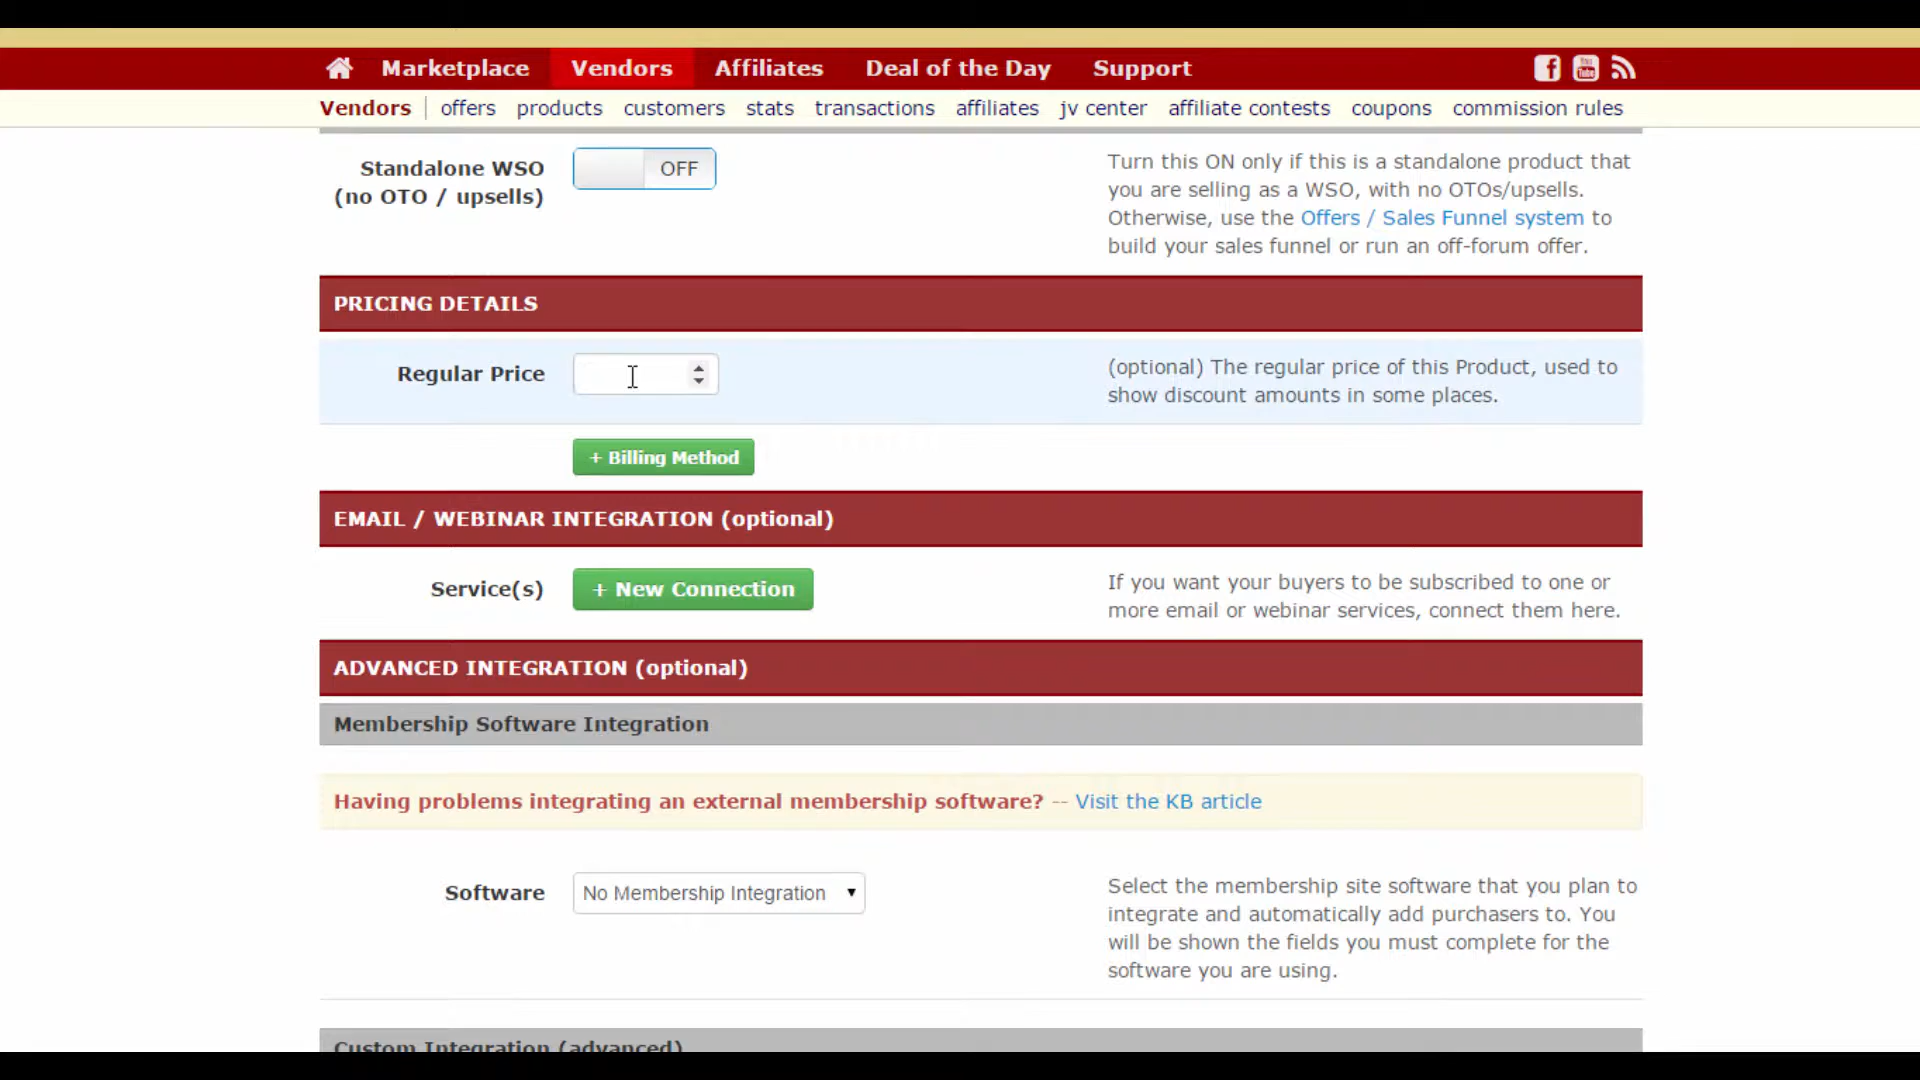 Marketplace Vendors Affiliates Deal of the Day Support
Vendors offers products customers stats transactions affiliates jv center affiliate contests coupons commission rules
Standalone WSO
(no OTO / upsells)
OFF
Turn this ON only if this is a standalone product that
you are selling as a WSO, with no OTOs/upsells.
Otherwise, use the Offers / Sales Funnel system to
build your sales funnel or run an off-forum offer.
PRICING DETAILS
Regular Price
(optional) The regular price of this Product, used to
show discount amounts in some places.
+ Billing Method
EMAIL / WEBINAR INTEGRATION (optional)
Service(s)
+ New Connection
If you want your buyers to be subscribed to one or
more email or webinar services, connect them here.
ADVANCED INTEGRATION (optional)
Membership Software Integration
Having problems integrating an external membership software? -- Visit the KB article
Software
No Membership Integration
Select the membership site software that you plan to
integrate and automatically add purchasers to. You
will be shown the fields you must complete for the
software you are using.
Custom Integration (advanced)